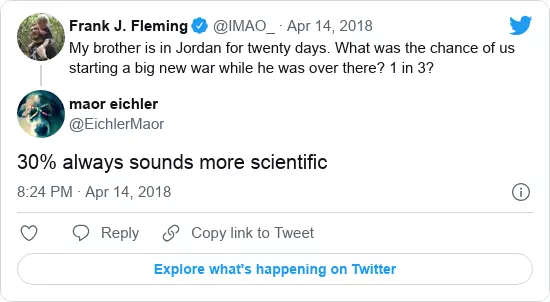 Frank J. Fleming @IMAO_ · Apr 14, 2018
My brother is in Jordan for twenty days. What was the chance of us
starting a big new war while he was over there? 1 in 3?
maor eichler
@EichlerMaor
30% always sounds more scientific
8:24 PM · Apr 14, 2018
Reply
Copy link to Tweet
Explore what's happening on Twitter